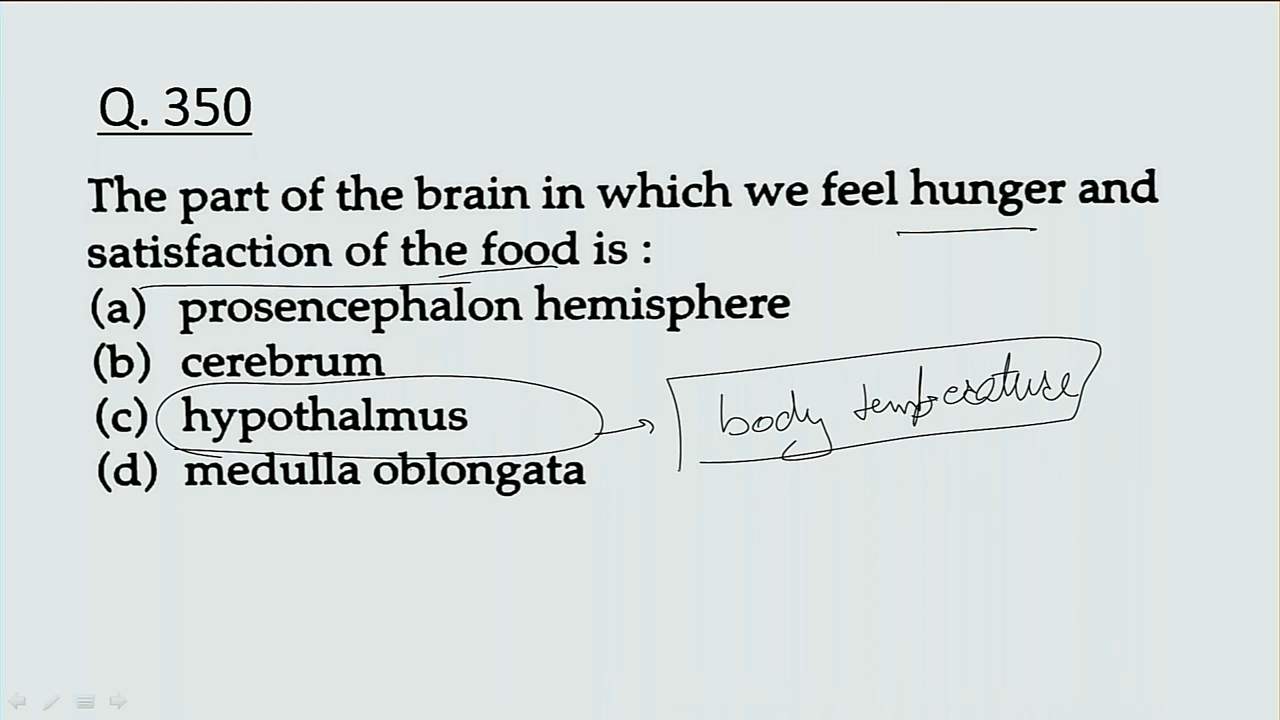 Q. 350
The part of the brain in which we feel hunger and
satisfaction of the food is :
(a) prosencephalon hemisphere
(b) cerebrum
(c) hypothalmus
body temperature
(d) medulla oblongata